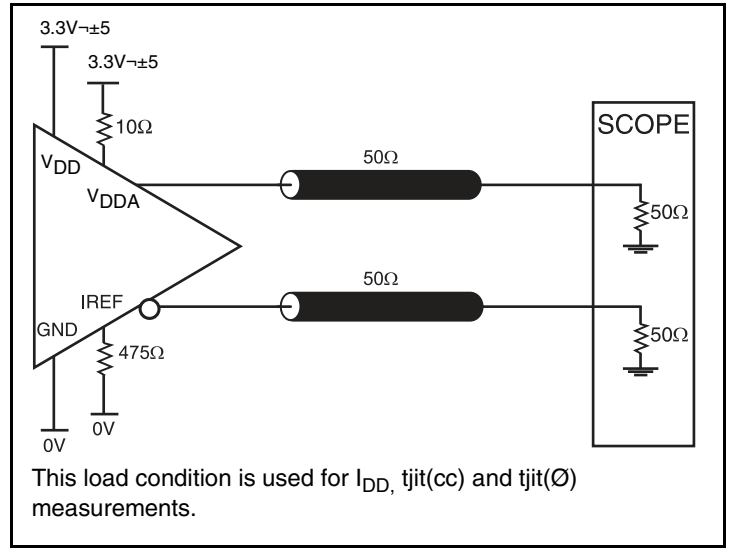 3.3V¬±5
3.3V¬±5
10Ω
VDD
VDDA
50Ω
SCOPE
50Ω
50Ω
IREF
GND
475Ω
50Ω
0V
0V
This load condition is used for IDD, tjit(cc) and tjit(Ø)
measurements.